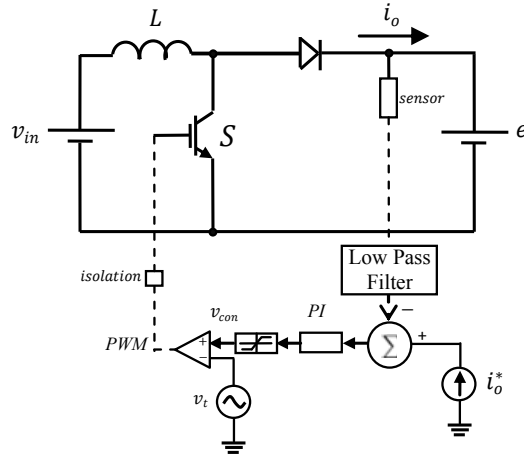 i_o
L
sensor
v_in
S
e
isolation
Low Pass
Filter
v_con
PI
−
PWM
+
−
Σ
+
v_t
i_o^*